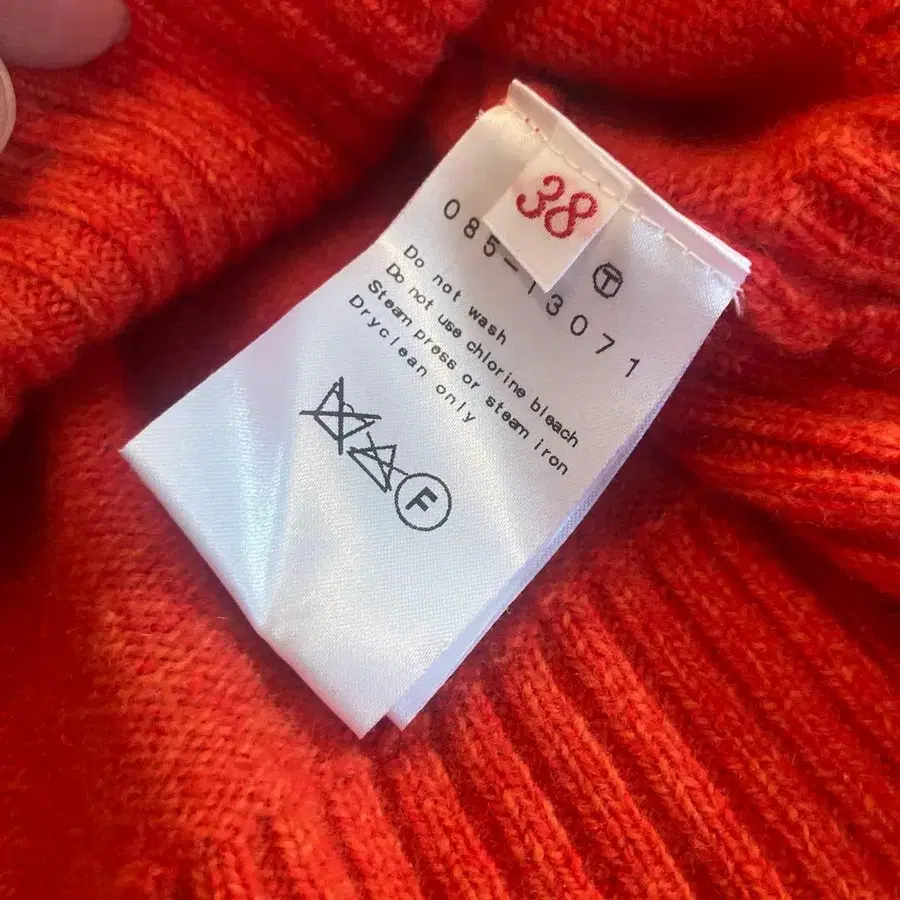 38
Ⓣ
085-13071
Do not wash
Do not use chlorine bleach
Steam press or steam iron
Dryclean only
Ⓕ